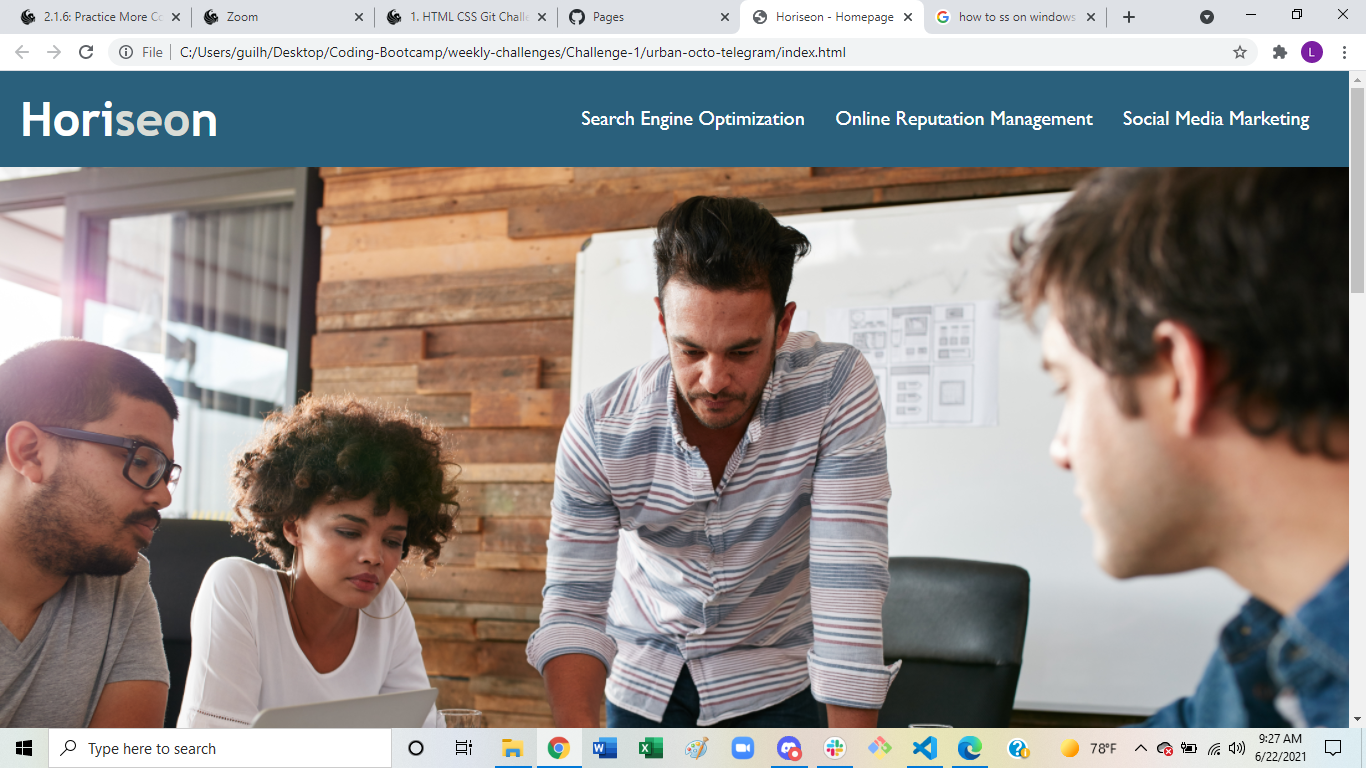 2.1.6: Practice More Co
Zoom
1. HTML CSS Git Challe
Pages
Horiseon - Homepage
how to ss on windows
File
C:/Users/guilh/Desktop/Coding-Bootcamp/weekly-challenges/Challenge-1/urban-octo-telegram/index.html
L
Horiseon
Search Engine Optimization
Online Reputation Management
Social Media Marketing
Type here to search
78°F
9:27 AM
6/22/2021